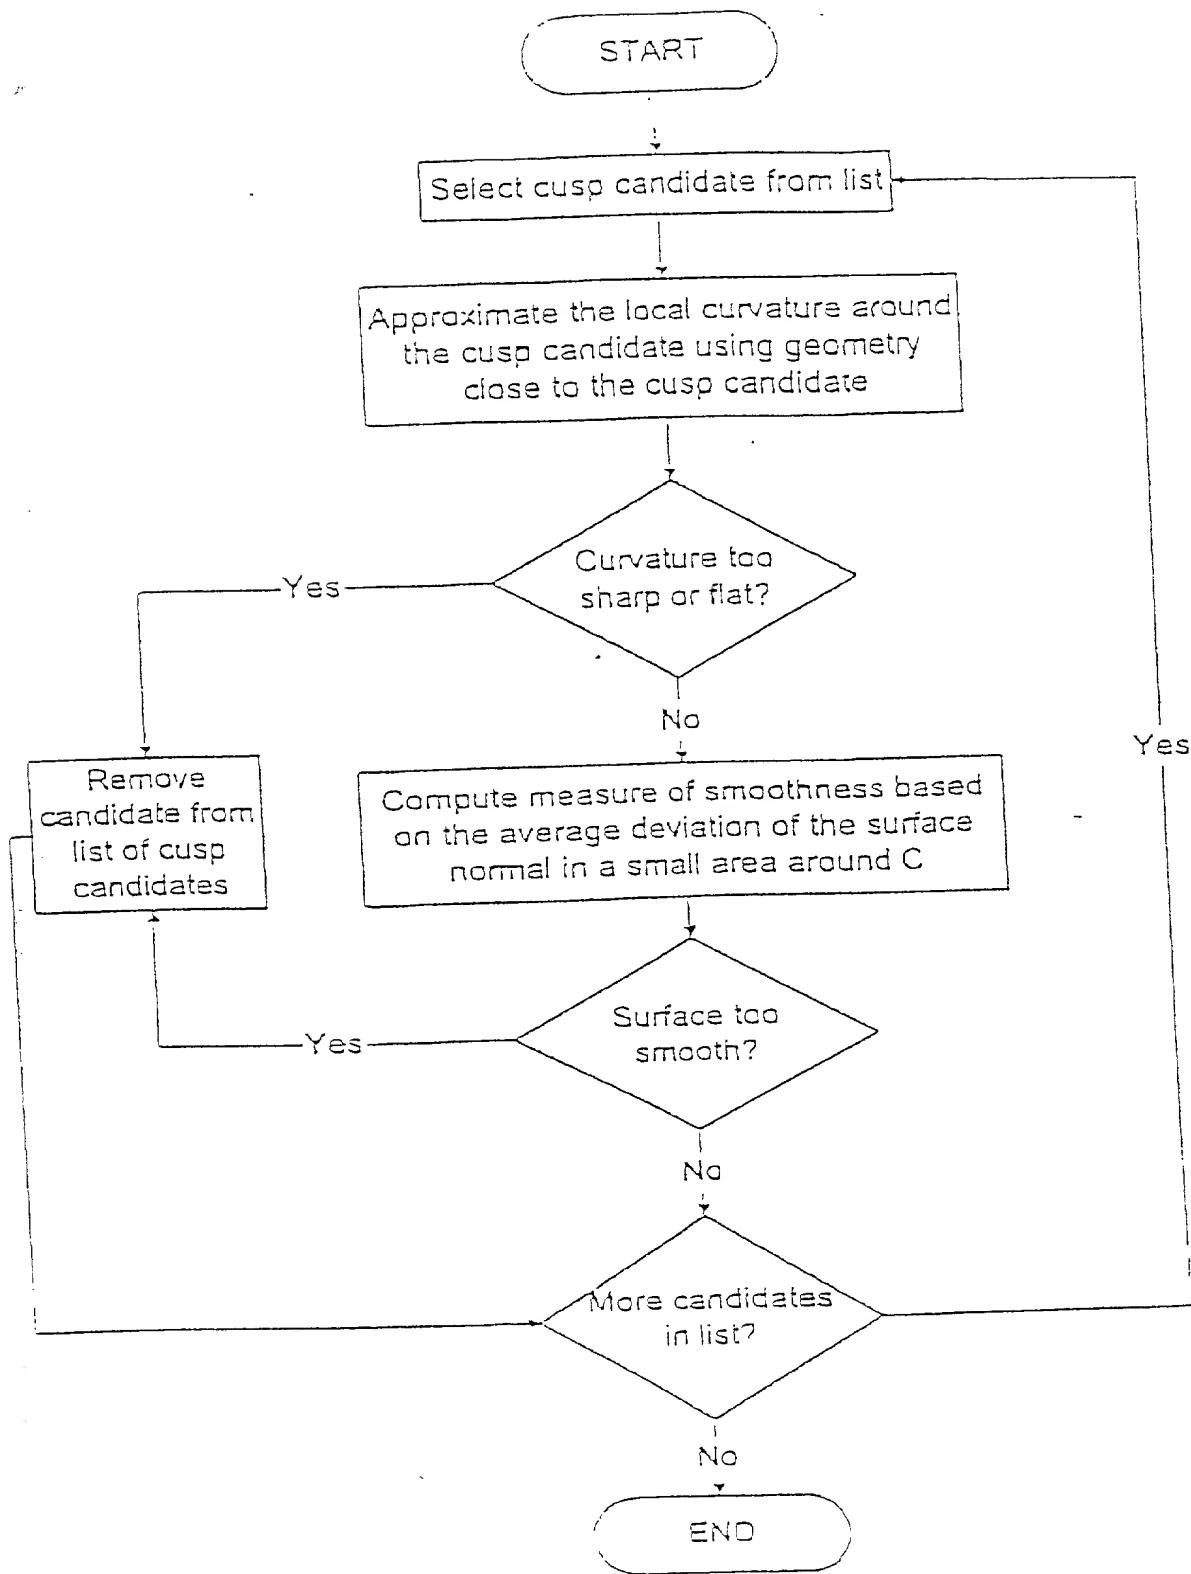 START
Select cusp candidate from list
Approximate the local curvature around
the cusp candidate using geometry
close to the cusp candidate
Curvature too
sharp or flat?
Yes
No
Yes
Remove
candidate from
list of cusp
candidates
Compute measure of smoothness based
on the average deviation of the surface
normal in a small area around C
Surface too
smooth?
Yes
No
More candidates
in list?
No
END